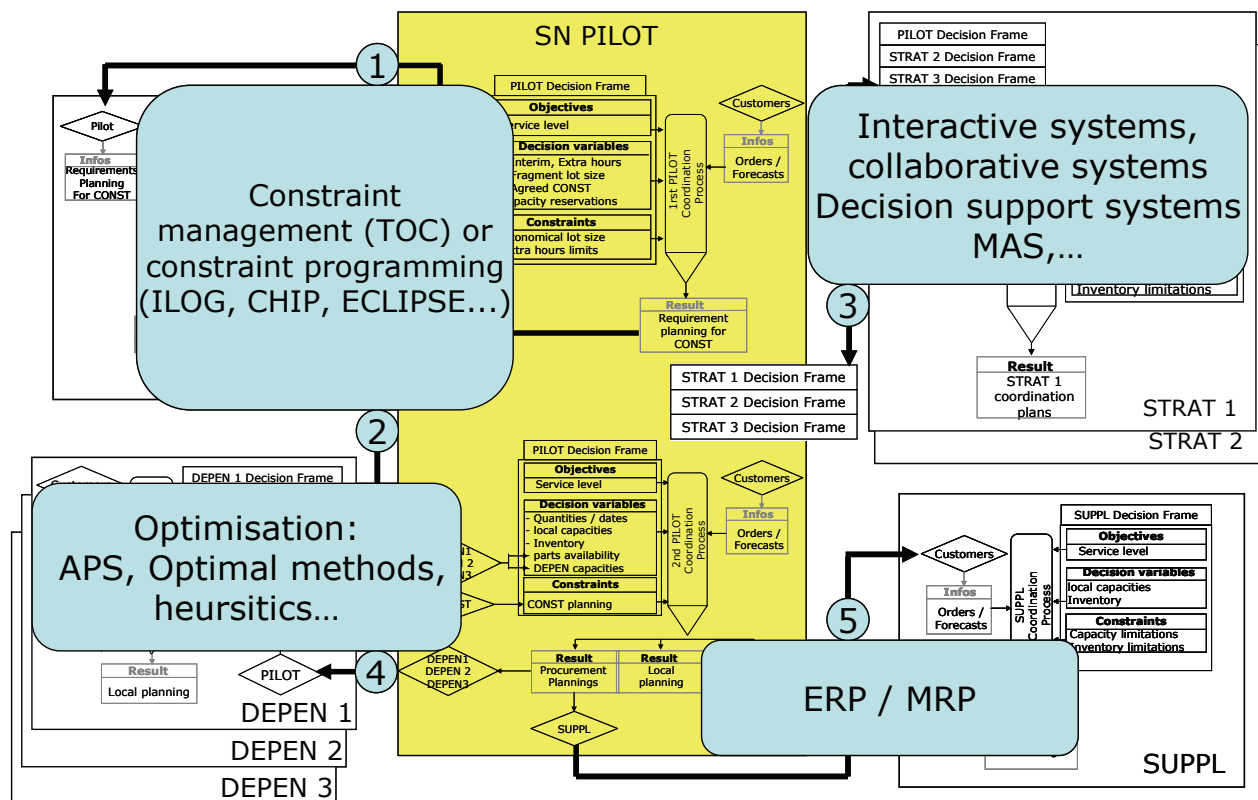 SN PILOT
1
Pilot
Infos
Requirements
Planning
For CONST
Constraint
management (TOC) or
constraint programming
(ILOG, CHIP, ECLIPSE...)
PILOT Decision Frame
Objectives
ervice level
Decision variables
Interim, Extra hours
Fragment lot size
Agreed CONST
apacity reservations
Constraints
onomical lot size
xtra hours limits
1rst PILOT
Coordination
Process
Customers
Infos
Orders /
Forecasts
Result
Requirement
planning for
CONST
PILOT Decision Frame
STRAT 2 Decision Frame
STRAT 3 Decision Frame
Interactive systems,
collaborative systems
Decision support systems
MAS,...
3
Inventory limitations
Result
STRAT 1
coordination
plans
STRAT 1
STRAT 2
STRAT 1 Decision Frame
STRAT 2 Decision Frame
STRAT 3 Decision Frame
2
DEPEN 1 Decision Frame
Optimisation:
APS, Optimal methods,
heursitics...
Result
Local planning
PILOT
4
DEPEN 1
DEPEN 2
DEPEN 3
PILOT Decision Frame
Objectives
Service level
Decision variables
- Quantities / dates
- local capacities
- Inventory
parts availability
DEPEN capacities
Constraints
CONST planning
2nd PILOT
Coordination
Process
Customers
Infos
Orders /
Forecasts
DEPEN1
DEPEN 2
DEPEN3
Result
Procurement
Plannings
Result
Local
planning
SUPPL
ERP / MRP
5
Customers
Infos
Orders /
Forecasts
SUPPL
Coordination
Process
SUPPL Decision Frame
Objectives
Service level
Decision variables
local capacities
Inventory
Constraints
Capacity limitations
Inventory limitations
SUPPL